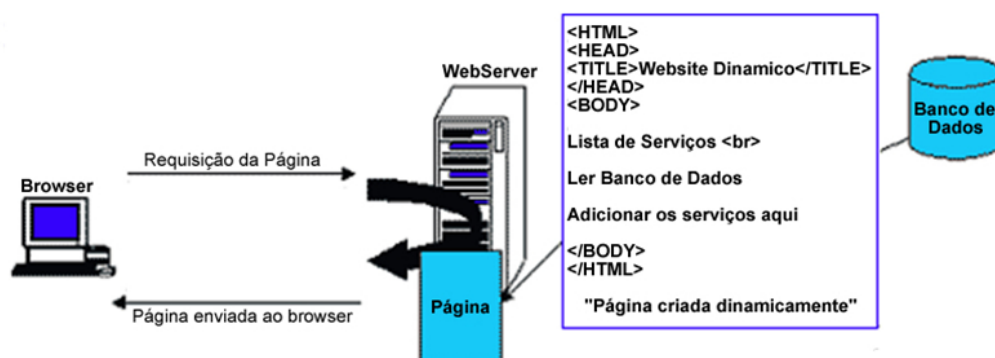 Browser
Requisição da Página
Página enviada ao browser
WebServer
Página
<HTML>
<HEAD>
<TITLE>Website Dinamico</TITLE>
</HEAD>
<BODY>
Lista de Serviços <br>
Ler Banco de Dados
Adicionar os serviços aqui
</BODY>
</HTML>
"Página criada dinamicamente"
Banco de
Dados